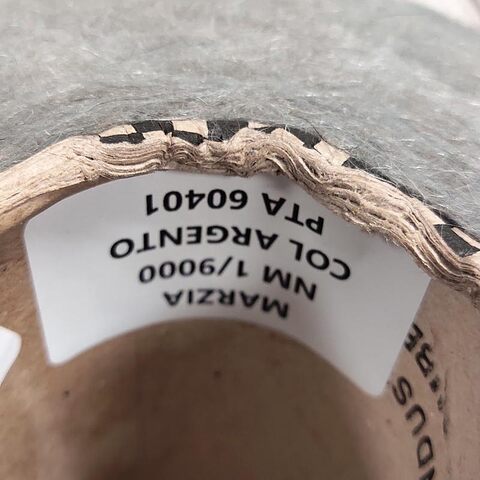 MARZIA
NM 1/9000
COL ARGENTO
PTA 60401